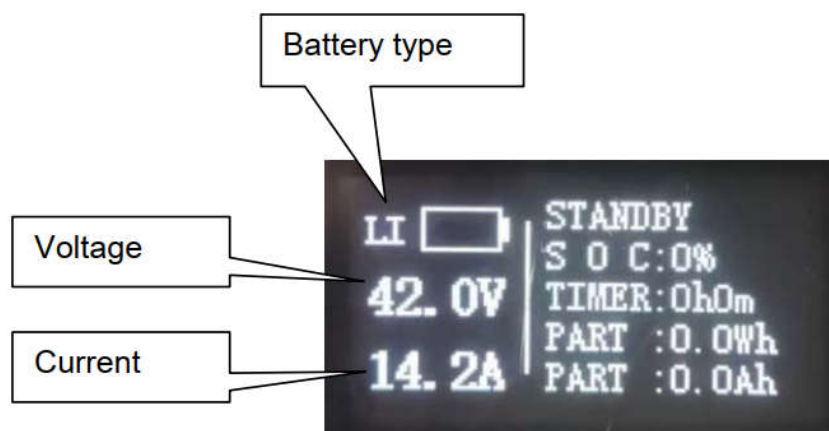 Battery type
Voltage
Current
LI
42.0V
14.2A
STANDBY
S O C:0%
TIMER:0h0m
PART :0.0Wh
PART :0.0Ah